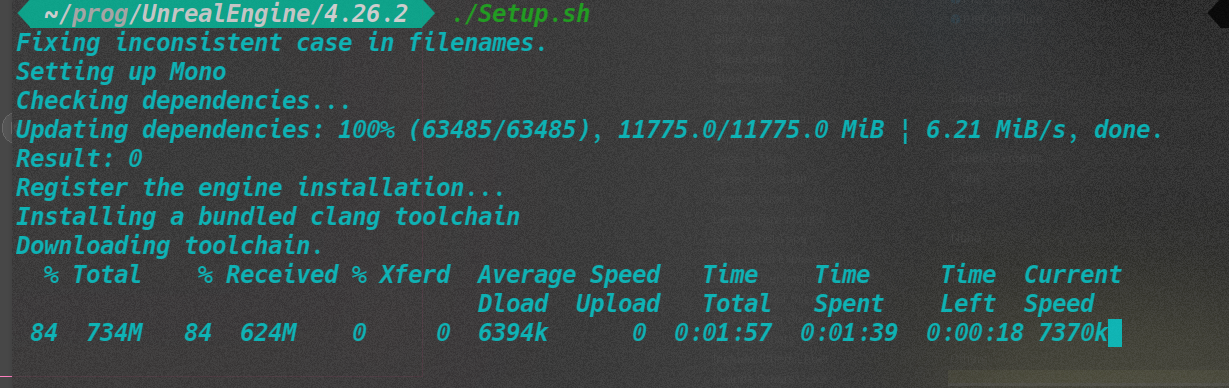 ~/prog/UnrealEngine/4.26.2 ./Setup.sh
Fixing inconsistent case in filenames.
Setting up Mono
Checking dependencies...
Updating dependencies: 100% (63485/63485), 11775.0/11775.0 MiB | 6.21 MiB/s, done.
Result: 0
Register the engine installation...
Installing a bundled clang toolchain
Downloading toolchain.
% Total % Received % Xferd Average Speed Time Time Time Current
Dload Upload Total Spent Left Speed
84 734M 84 624M 0 0 6394k 0 0:01:57 0:01:39 0:00:18 7370k